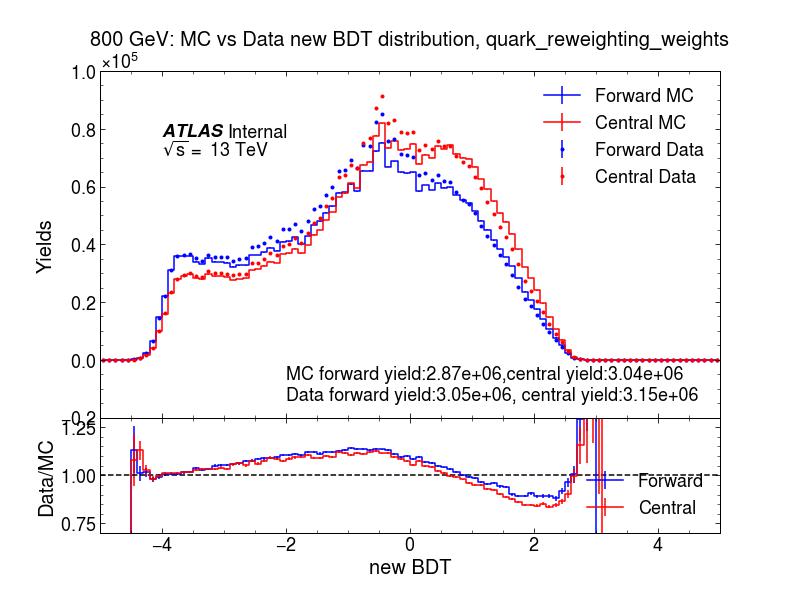 800 GeV: MC vs Data new BDT distribution, quark_reweighting_weights
×10⁵
1.0
0.8
0.6
0.4
0.2
0.0
0.2
Yields
ATLAS Internal
√s = 13 TeV
Forward MC
Central MC
Forward Data
Central Data
MC forward yield:2.87e+06,central yield:3.04e+06
Data forward yield:3.05e+06, central yield:3.15e+06
1.25
1.00
0.75
Data/MC
Forward
Central
−4 −2 0 2 4
new BDT